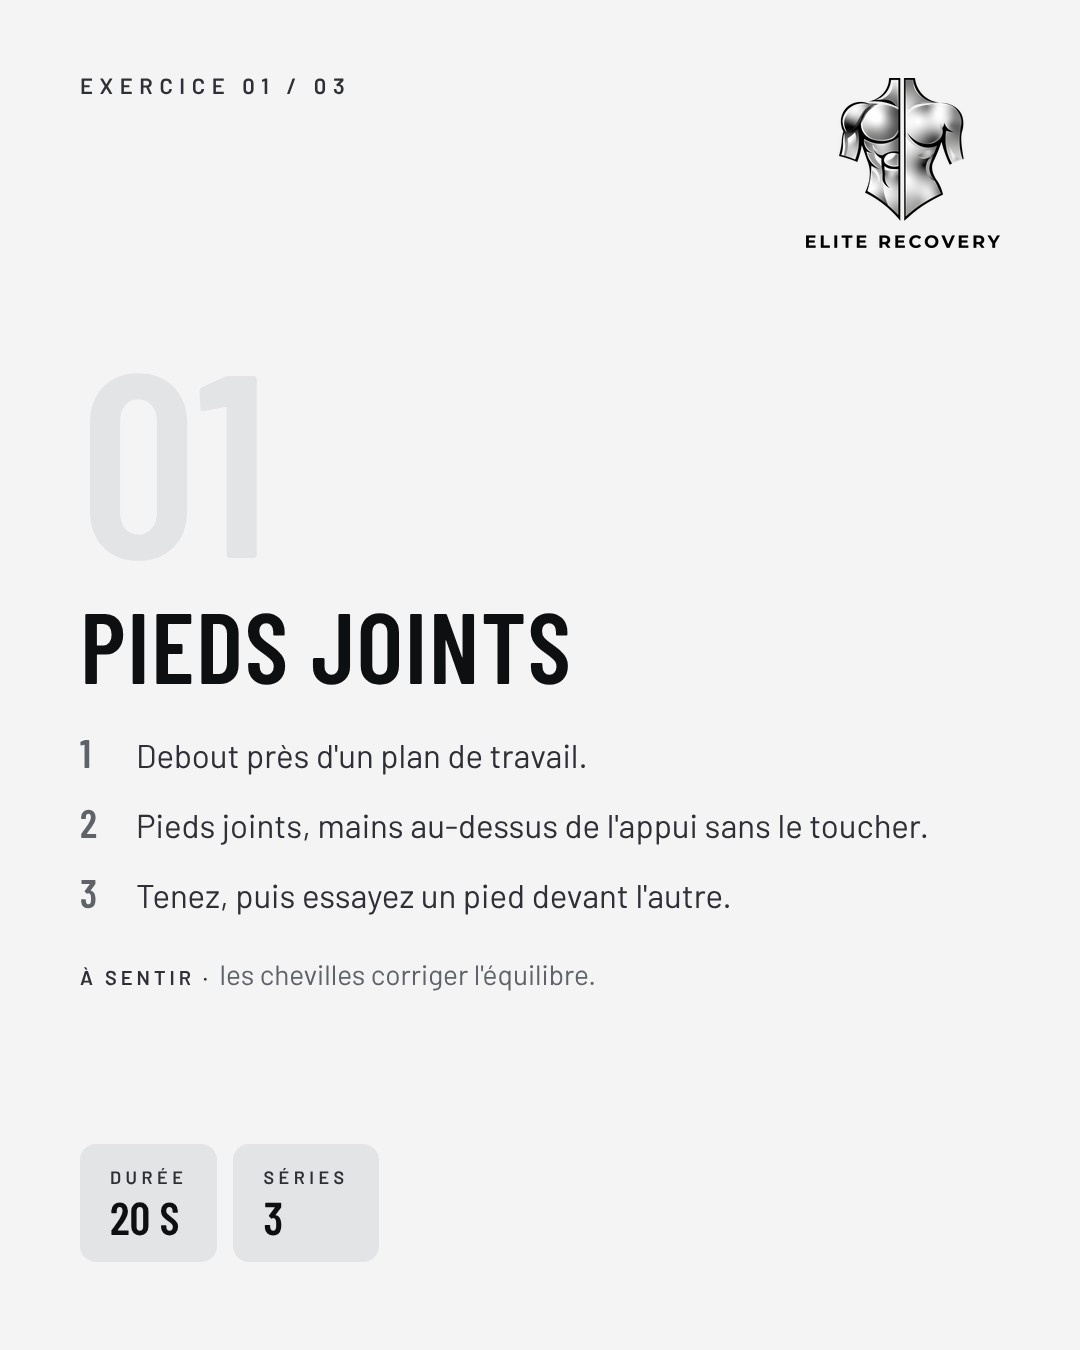 EXERCICE 01 / 03
ELITE RECOVERY
01
PIEDS JOINTS
1 Debout près d'un plan de travail.
2 Pieds joints, mains au-dessus de l'appui sans le toucher.
3 Tenez, puis essayez un pied devant l'autre.
À SENTIR · les chevilles corriger l'équilibre.
DURÉE
20 S
SÉRIES
3